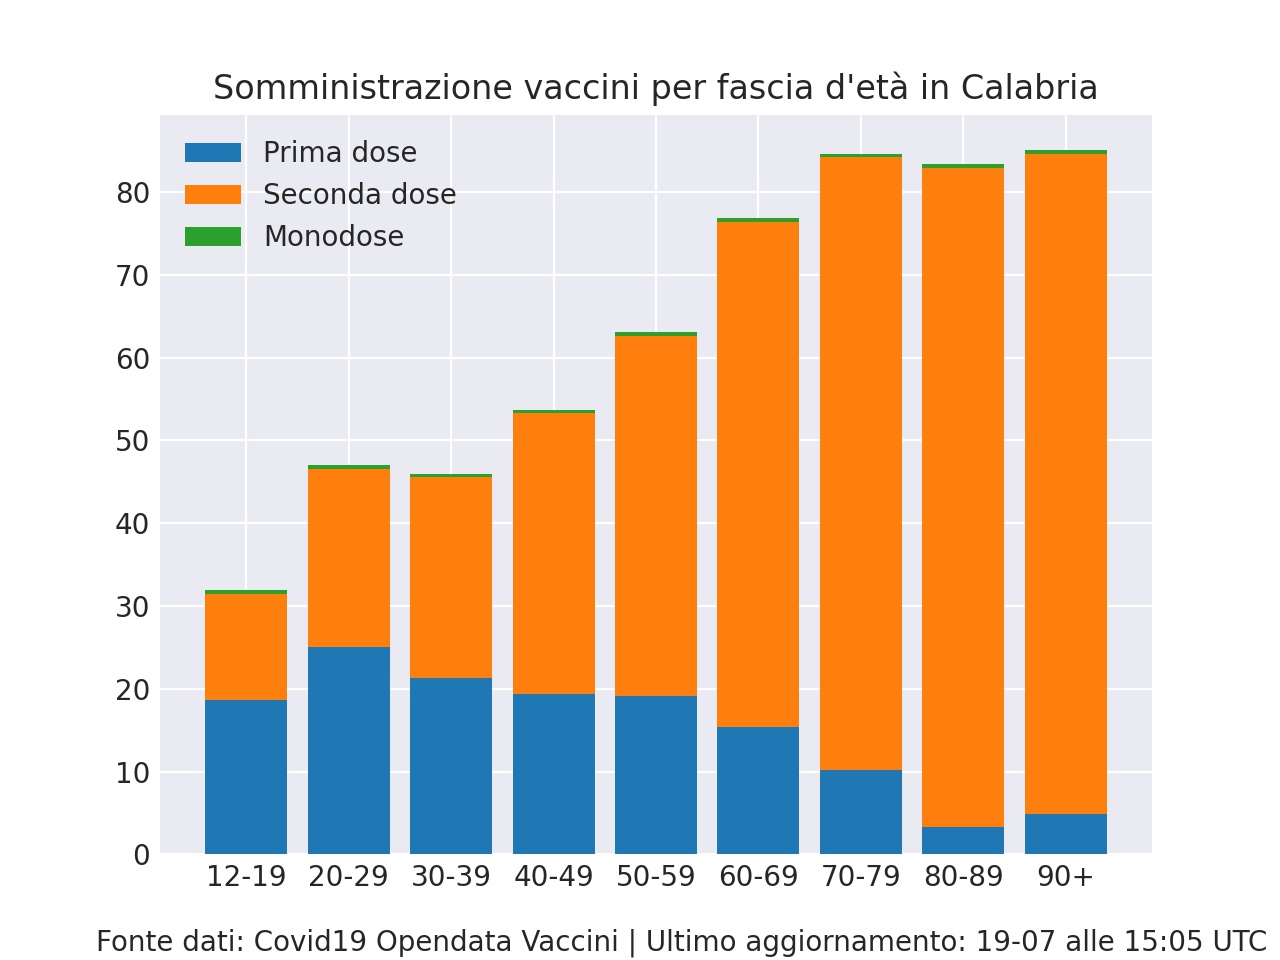 Somministrazione vaccini per fascia d'età in Calabria
Prima dose
Seconda dose
Monodose
80
70
60
50
40
30
20
10
0
12-19 20-29 30-39 40-49 50-59 60-69 70-79 80-89 90+
Fonte dati: Covid19 Opendata Vaccini | Ultimo aggiornamento: 19-07 alle 15:05 UTC